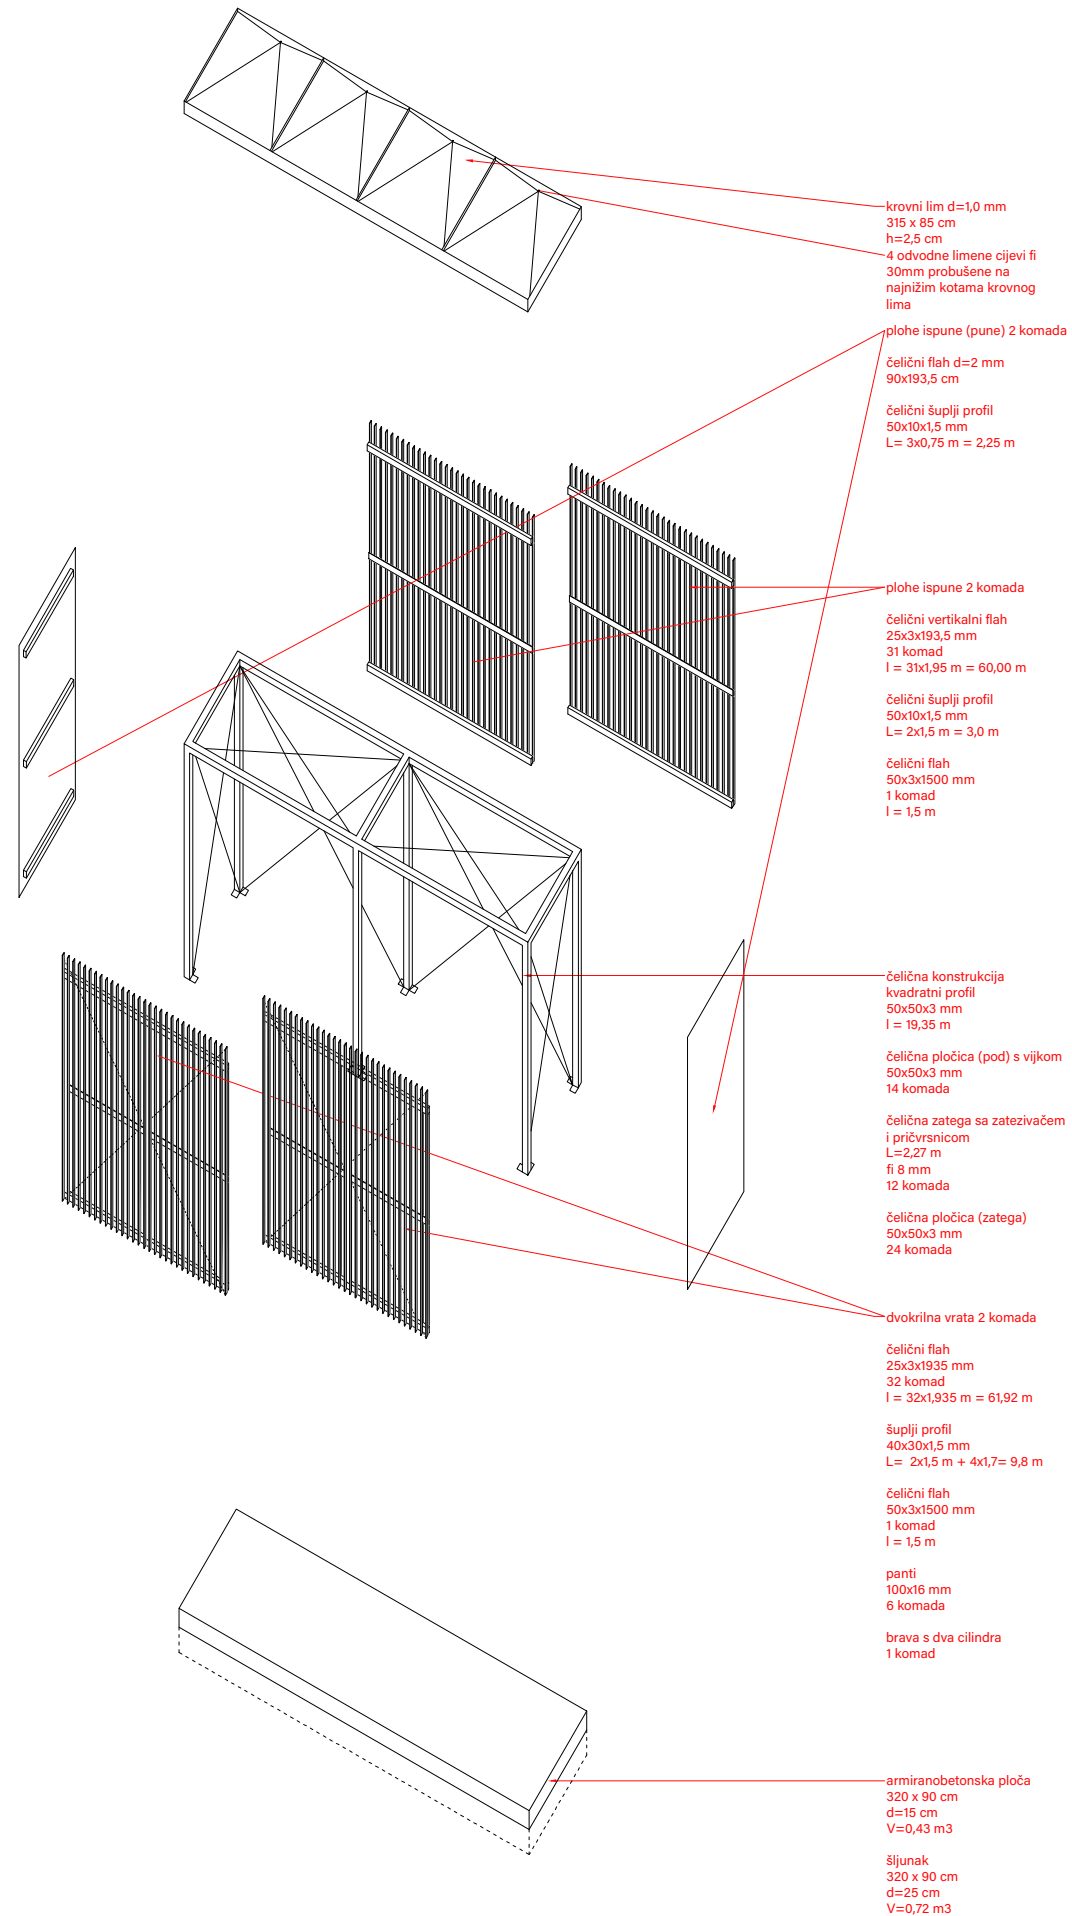 krovni lim d=1,0 mm
315 x 85 cm
h=2,5 cm
4 odvodne limene cijevi fi
30mm probušene na
najnižim kotama krovnog
lima
plohe ispune (pune) 2 komada
čelični flah d=2 mm
90x193,5 cm
čelični šuplji profil
50x10x1,5 mm
L= 3x0,75 m = 2,25 m
plohe ispune 2 komada
čelični vertikalni flah
25x3x193,5 mm
31 komad
l = 31x1,95 m = 60,00 m
čelični šuplji profil
50x10x1,5 mm
L= 2x1,5 m = 3,0 m
čelični flah
50x3x1500 mm
1 komad
l = 1,5 m
čelična konstrukcija
kvadratni profil
50x50x3 mm
l = 19,35 m
čelična pločica (pod) s vijkom
50x50x3 mm
14 komada
čelična zatega sa zatezivačem
i pričvrsnicom
L=2,27 m
fi 8 mm
12 komada
čelična pločica (zatega)
50x50x3 mm
24 komada
dvokrilna vrata 2 komada
čelični flah
25x3x1935 mm
32 komad
l = 32x1,935 m = 61,92 m
šuplji profil
40x30x1,5 mm
L=  2x1,5 m + 4x1,7= 9,8 m
čelični flah
50x3x1500 mm
1 komad
l = 1,5 m
panti
100x16 mm
6 komada
brava s dva cilindra
1 komad
armiranobetonska ploča
320 x 90 cm
d=15 cm
V=0,43 m3
šljunak
320 x 90 cm
d=25 cm
V=0,72 m3